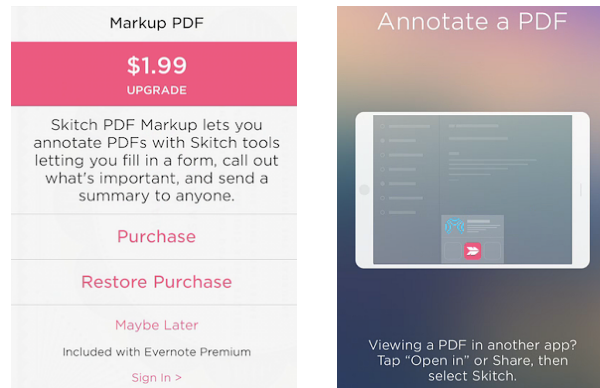 Markup PDF
$1.99
UPGRADE
Skitch PDF Markup lets you
annotate PDFs with Skitch tools
letting you fill in a form, call out
what's important, and send a
summary to anyone.
Purchase
Restore Purchase
Maybe Later
Included with Evernote Premium
Sign In >
Annotate a PDF
Viewing a PDF in another app?
Tap “Open in” or Share, then
select Skitch.